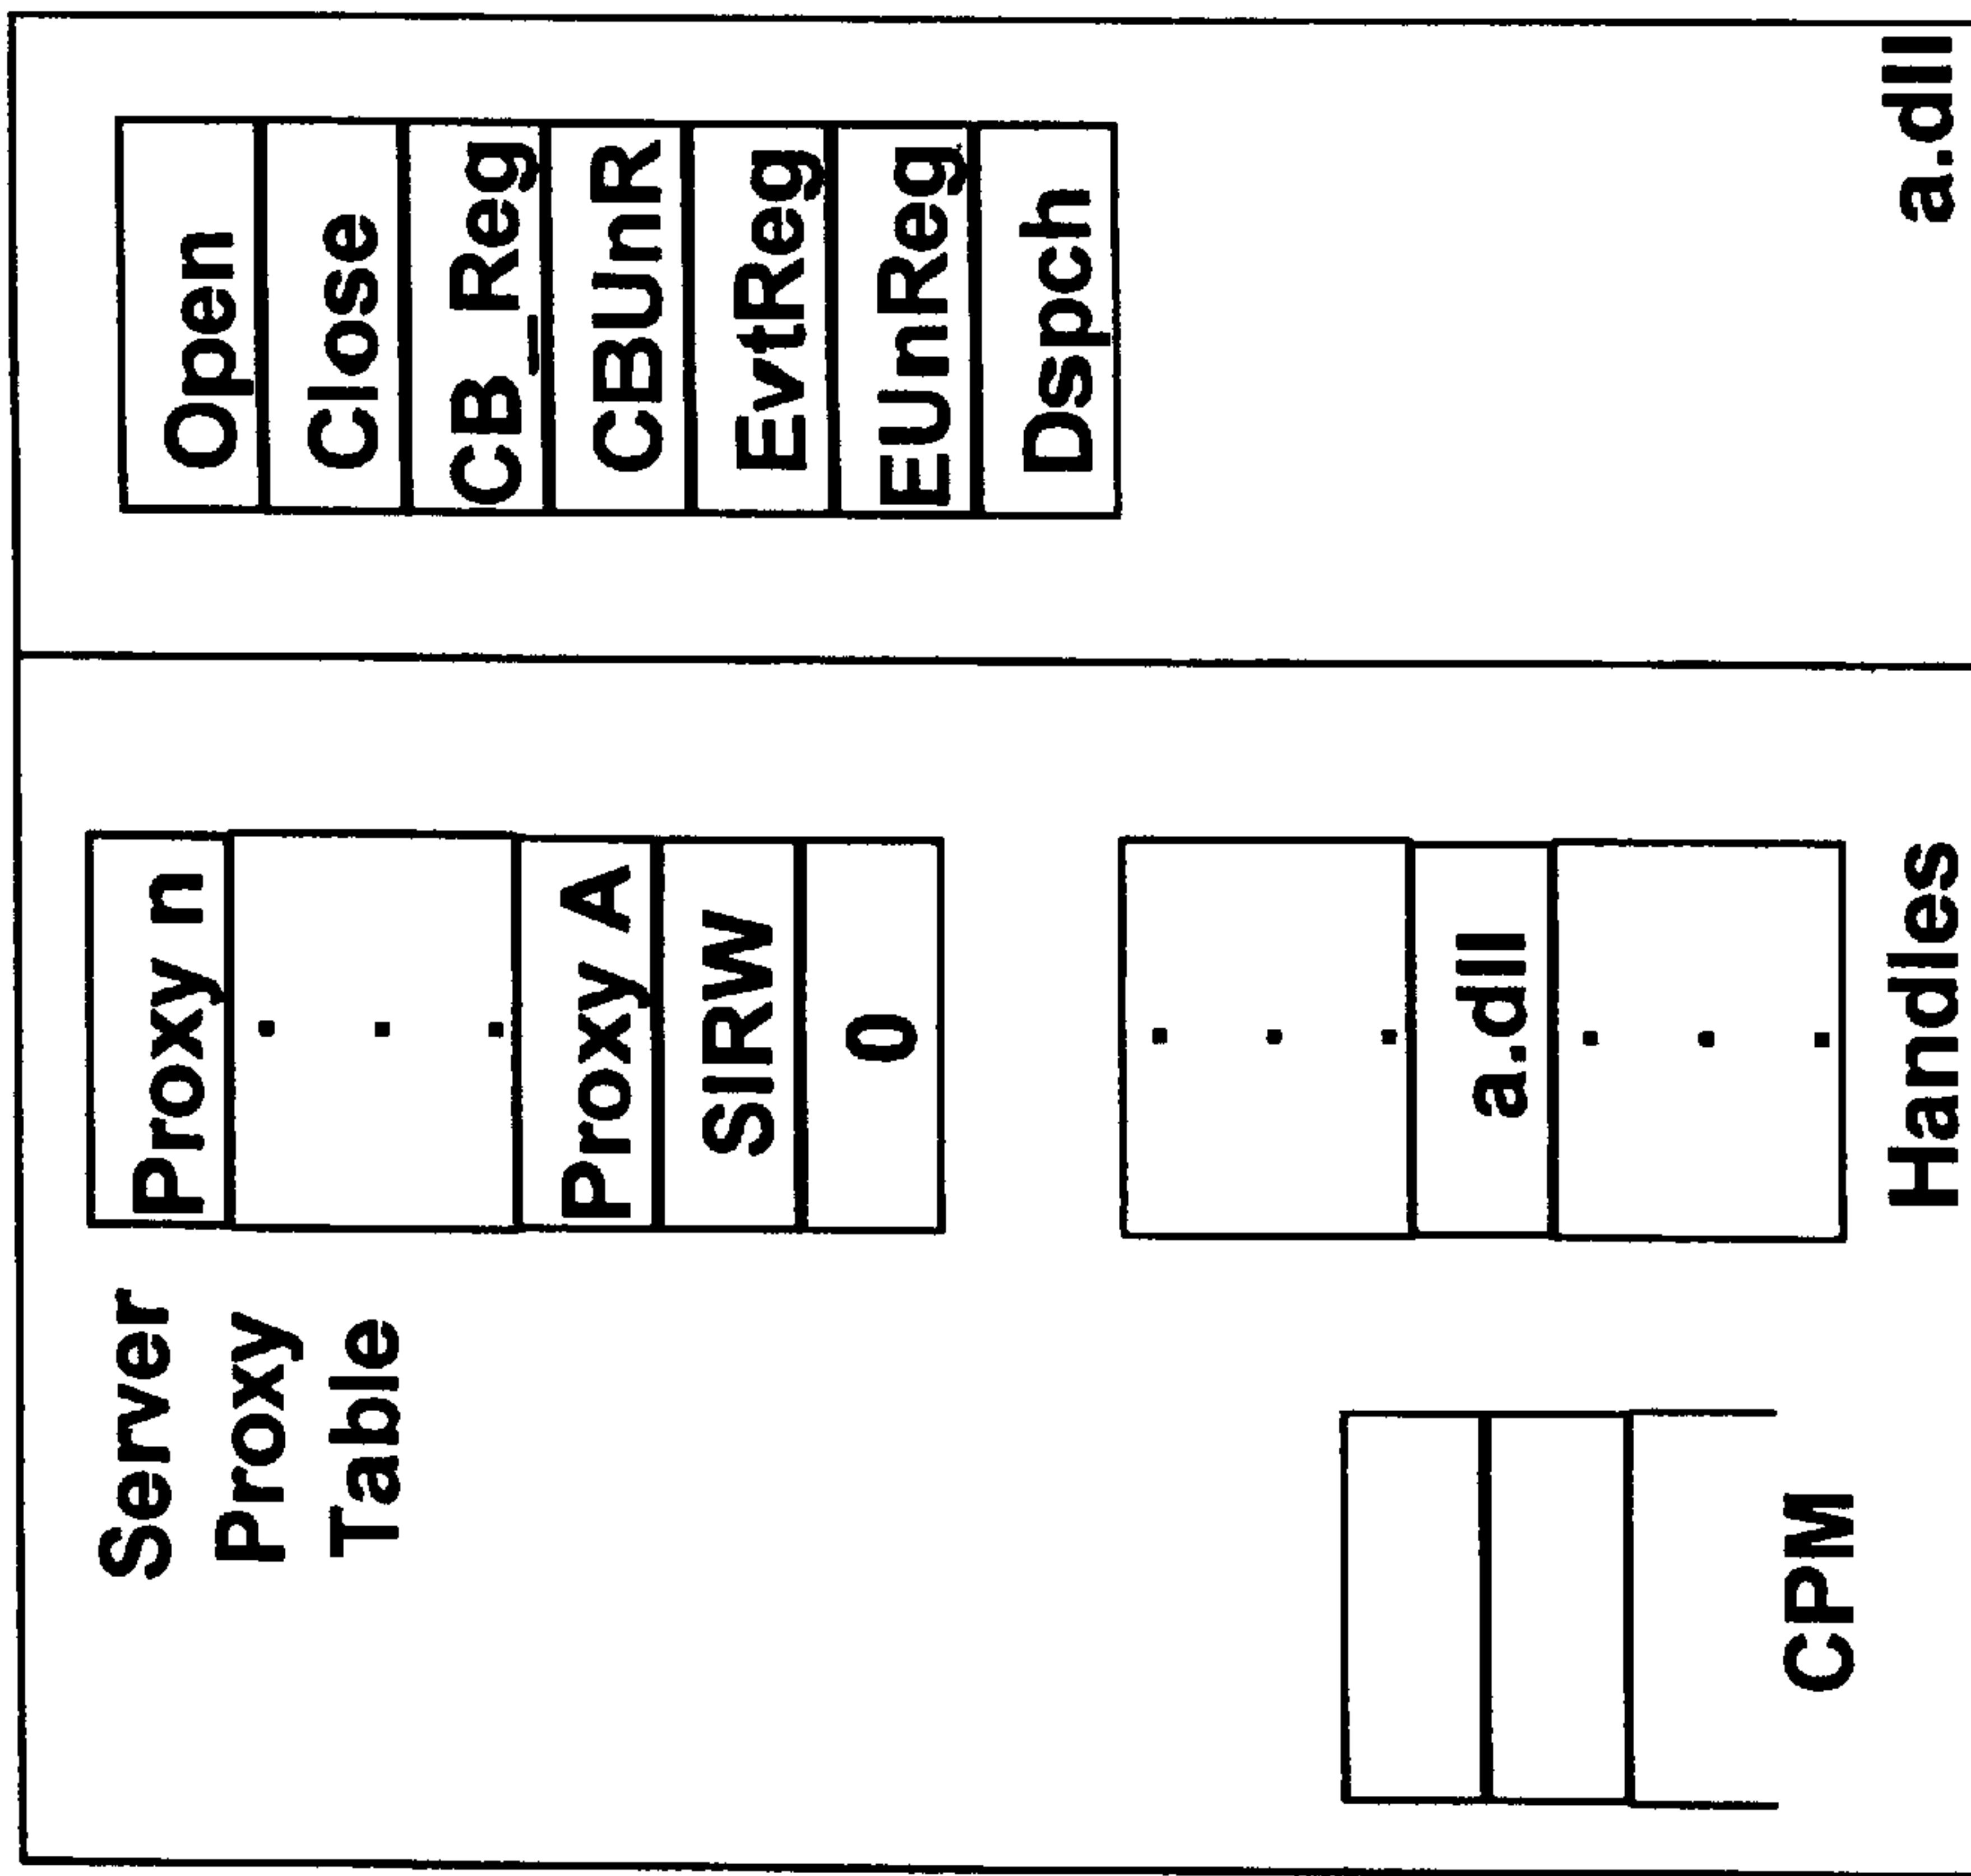 Server
Proxy
Table
Proxy n
Proxy A
SIRW
0
a.dll
CPM
Handles
Open
Close
CB_Reg
CBUnR
EvtReg
EUnReg
Dspch
a.dll